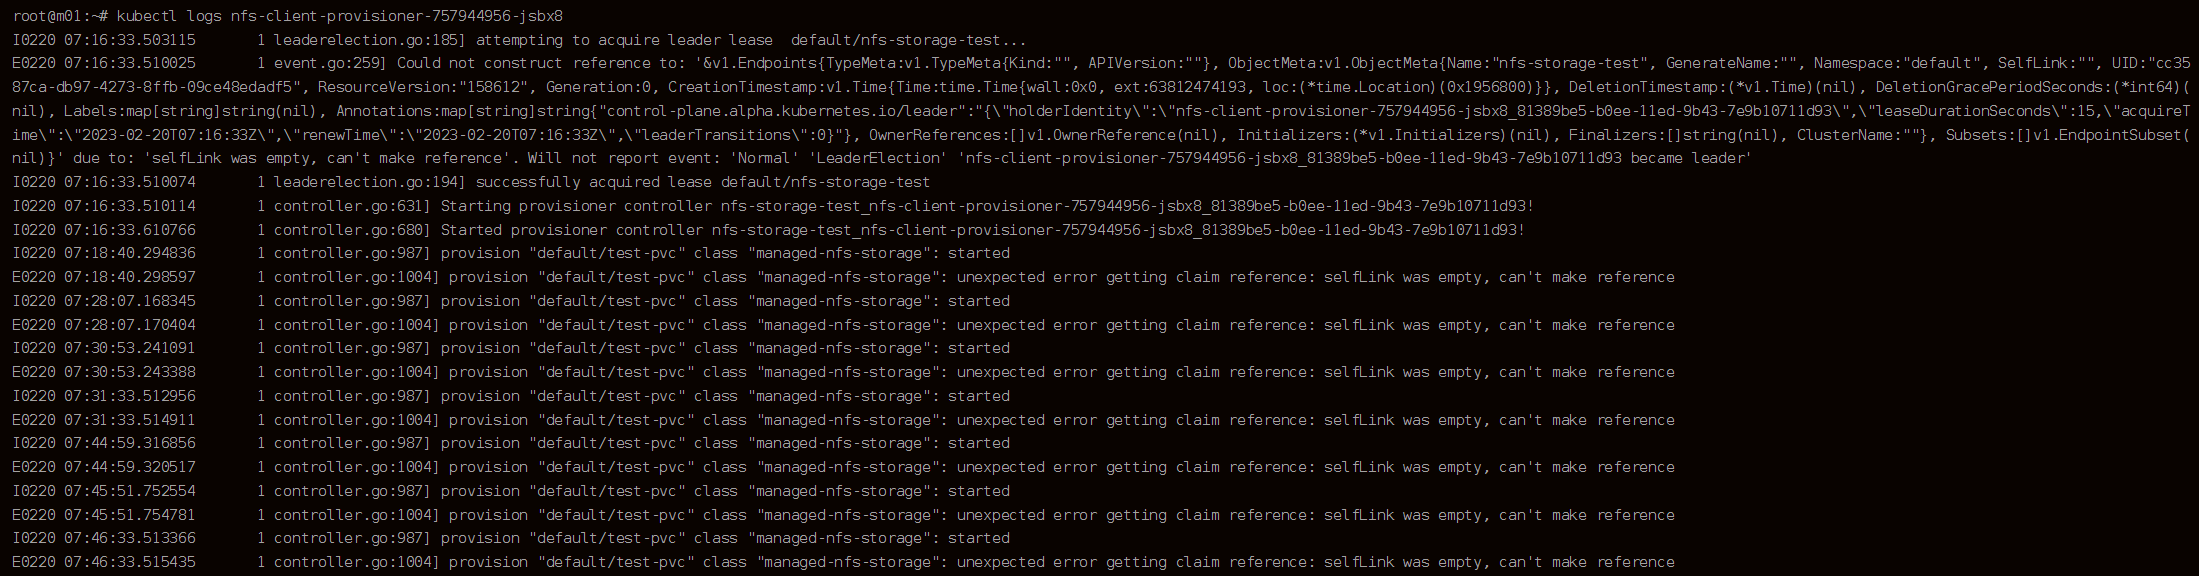 root@m01:~# kubectl logs nfs-client-provisioner-757944956-jsbx8
I0220 07:16:33.503115       1 leaderelection.go:185] attempting to acquire leader lease  default/nfs-storage-test...
E0220 07:16:33.510025       1 event.go:259] Could not construct reference to: '&v1.Endpoints{TypeMeta:v1.TypeMeta{Kind:"", APIVersion:""}, ObjectMeta:v1.ObjectMeta{Name:"nfs-storage-test", GenerateName:"", Namespace:"default", SelfLink:"", UID:"cc35
87ca-db97-4273-8ffb-09ce48edadf5", ResourceVersion:"158612", Generation:0, CreationTimestamp:v1.Time{Time:time.Time{wall:0x0, ext:63812474193, loc:(*time.Location)(0x1956800)}}, DeletionTimestamp:(*v1.Time)(nil), DeletionGracePeriodSeconds:(*int64)(
nil), Labels:map[string]string(nil), Annotations:map[string]string{"control-plane.alpha.kubernetes.io/leader":"{\"holderIdentity\":\"nfs-client-provisioner-757944956-jsbx8_81389be5-b0ee-11ed-9b43-7e9b10711d93\",\"leaseDurationSeconds\":15,\"acquireT
ime\":\"2023-02-20T07:16:33Z\",\"renewTime\":\"2023-02-20T07:16:33Z\",\"leaderTransitions\":0}"}, OwnerReferences:[]v1.OwnerReference(nil), Initializers:(*v1.Initializers)(nil), Finalizers:[]string(nil), ClusterName:""}, Subsets:[]v1.EndpointSubset(
nil)}' due to: 'selfLink was empty, can't make reference'. Will not report event: 'Normal' 'LeaderElection' 'nfs-client-provisioner-757944956-jsbx8_81389be5-b0ee-11ed-9b43-7e9b10711d93 became leader'
I0220 07:16:33.510074       1 leaderelection.go:194] successfully acquired lease default/nfs-storage-test
I0220 07:16:33.510114       1 controller.go:631] Starting provisioner controller nfs-storage-test_nfs-client-provisioner-757944956-jsbx8_81389be5-b0ee-11ed-9b43-7e9b10711d93!
I0220 07:16:33.610766       1 controller.go:680] Started provisioner controller nfs-storage-test_nfs-client-provisioner-757944956-jsbx8_81389be5-b0ee-11ed-9b43-7e9b10711d93!
I0220 07:18:40.294836       1 controller.go:987] provision "default/test-pvc" class "managed-nfs-storage": started
E0220 07:18:40.298597       1 controller.go:1004] provision "default/test-pvc" class "managed-nfs-storage": unexpected error getting claim reference: selfLink was empty, can't make reference
I0220 07:28:07.168345       1 controller.go:987] provision "default/test-pvc" class "managed-nfs-storage": started
E0220 07:28:07.170404       1 controller.go:1004] provision "default/test-pvc" class "managed-nfs-storage": unexpected error getting claim reference: selfLink was empty, can't make reference
I0220 07:30:53.241091       1 controller.go:987] provision "default/test-pvc" class "managed-nfs-storage": started
E0220 07:30:53.243388       1 controller.go:1004] provision "default/test-pvc" class "managed-nfs-storage": unexpected error getting claim reference: selfLink was empty, can't make reference
I0220 07:31:33.512956       1 controller.go:987] provision "default/test-pvc" class "managed-nfs-storage": started
E0220 07:31:33.514911       1 controller.go:1004] provision "default/test-pvc" class "managed-nfs-storage": unexpected error getting claim reference: selfLink was empty, can't make reference
I0220 07:44:59.316856       1 controller.go:987] provision "default/test-pvc" class "managed-nfs-storage": started
E0220 07:44:59.320517       1 controller.go:1004] provision "default/test-pvc" class "managed-nfs-storage": unexpected error getting claim reference: selfLink was empty, can't make reference
I0220 07:45:51.752554       1 controller.go:987] provision "default/test-pvc" class "managed-nfs-storage": started
E0220 07:45:51.754781       1 controller.go:1004] provision "default/test-pvc" class "managed-nfs-storage": unexpected error getting claim reference: selfLink was empty, can't make reference
I0220 07:46:33.513366       1 controller.go:987] provision "default/test-pvc" class "managed-nfs-storage": started
E0220 07:46:33.515435       1 controller.go:1004] provision "default/test-pvc" class "managed-nfs-storage": unexpected error getting claim reference: selfLink was empty, can't make reference